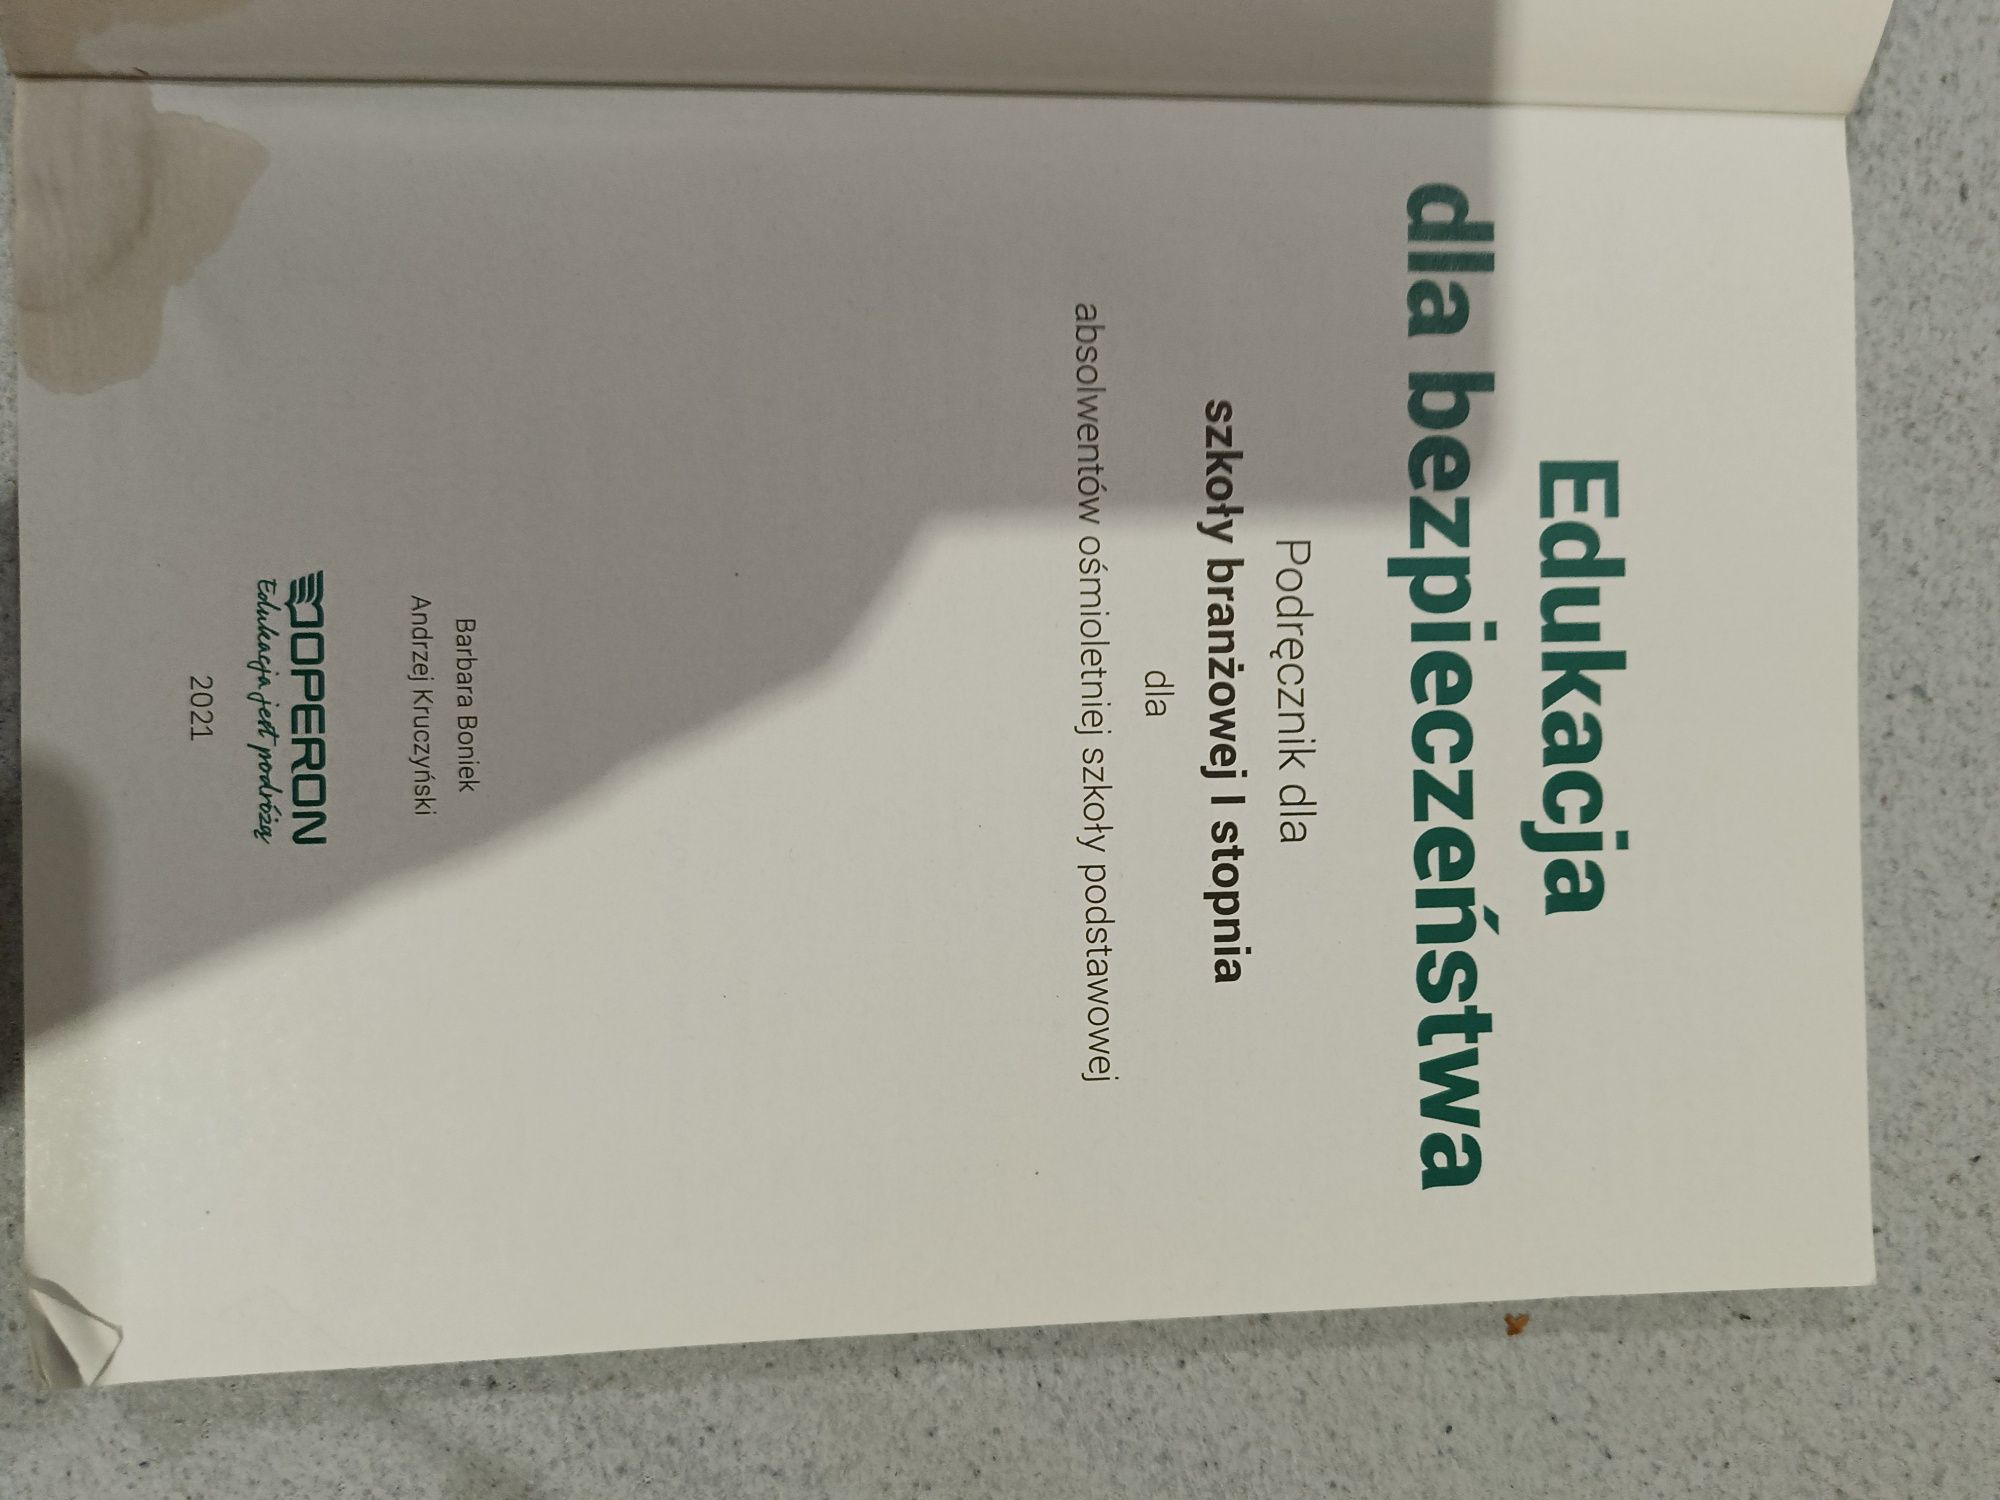 Edukacja
dla bezpieczeństwa
Podręcznik dla
szkoły branżowej I stopnia
dla
absolwentów ośmioletniej szkoły podstawowej
Barbara Boniek
Andrzej Kruczyński
OPERON
Edukacja jest podróżą
2021